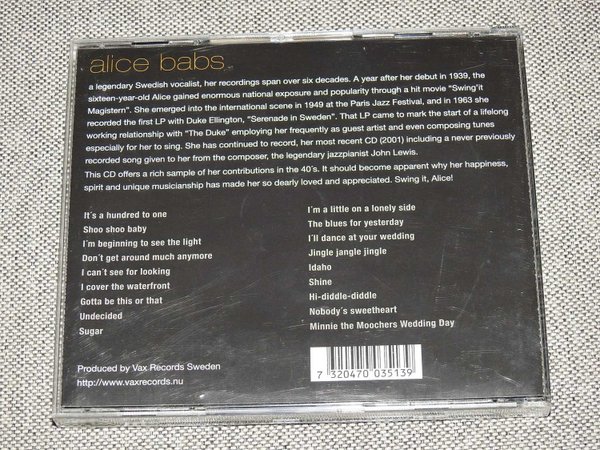 alice babs
a legendary Swedish vocalist, her recordings span over six decades. A year after her debut in 1939, the
sixteen-year-old Alice gained enormous national exposure and popularity through a hit movie "Swing'it
Magistern". She emerged into the international scene in 1949 at the Paris Jazz Festival, and in 1963 she
recorded the first LP with Duke Ellington, "Serenade in Sweden". That LP came to mark the start of a lifelong
working relationship with "The Duke" employing her frequently as guest artist and even composing tunes
especially for her to sing. She has continued to record, her most recent CD (2001) including a never previously
recorded song given to her from the composer, the legendary jazzpianist John Lewis.
This CD offers a rich sample of her contributions in the 40´s. It should become apparent why her happiness,
spirit and unique musicianship has made her so dearly loved and appreciated. Swing it, Alice!
It´s a hundred to one
Shoo shoo baby
I´m beginning to see the light
Don´t get around much anymore
I can´t see for looking
I cover the waterfront
Gotta be this or that
Undecided
Sugar
I´m a little on a lonely side
The blues for yesterday
I´ll dance at your wedding
Jingle jangle jingle
Idaho
Shine
Hi-diddle-diddle
Nobody´s sweetheart
Minnie the Moochers Wedding Day
Produced by Vax Records Sweden
http://www.vaxrecords.nu
7 320470 035139